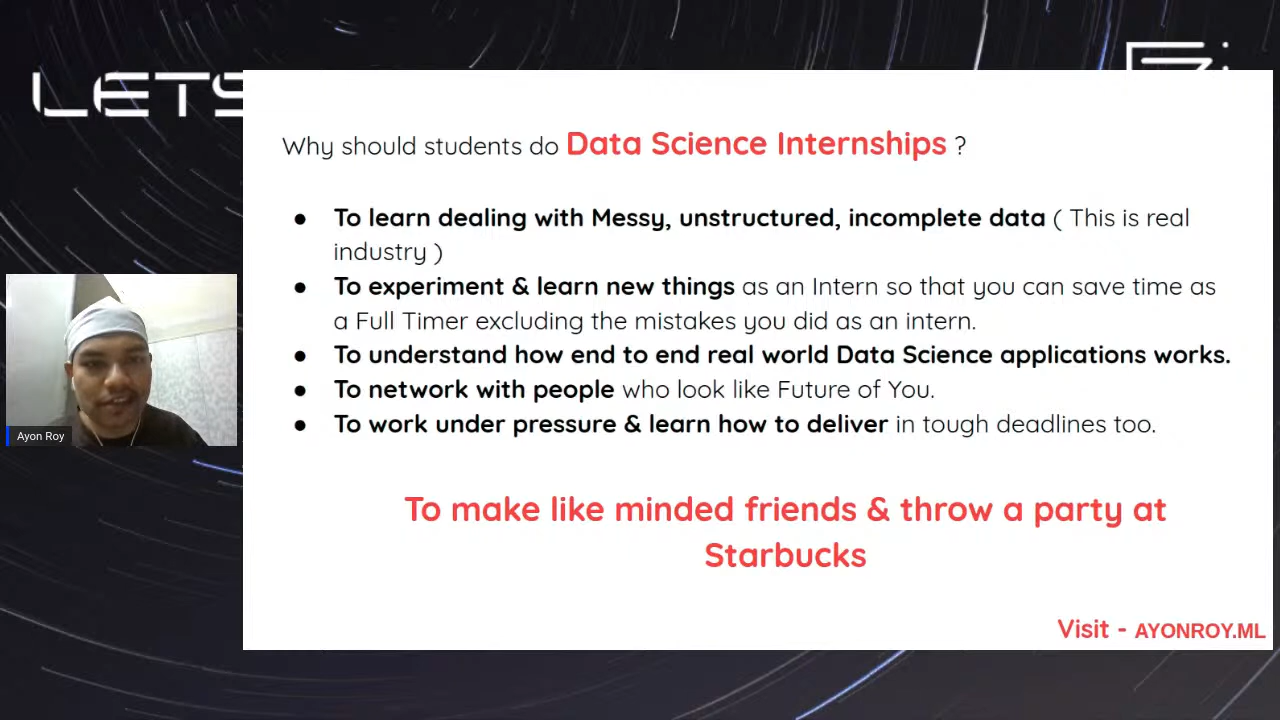 LETS
Why should students do Data Science Internships ?
● To learn dealing with Messy, unstructured, incomplete data ( This is real
industry )
● To experiment & learn new things as an Intern so that you can save time as
a Full Timer excluding the mistakes you did as an intern.
● To understand how end to end real world Data Science applications works.
● To network with people who look like Future of You.
● To work under pressure & learn how to deliver in tough deadlines too.
Ayon Roy
To make like minded friends & throw a party at
Starbucks
Visit - AYONROY.ML